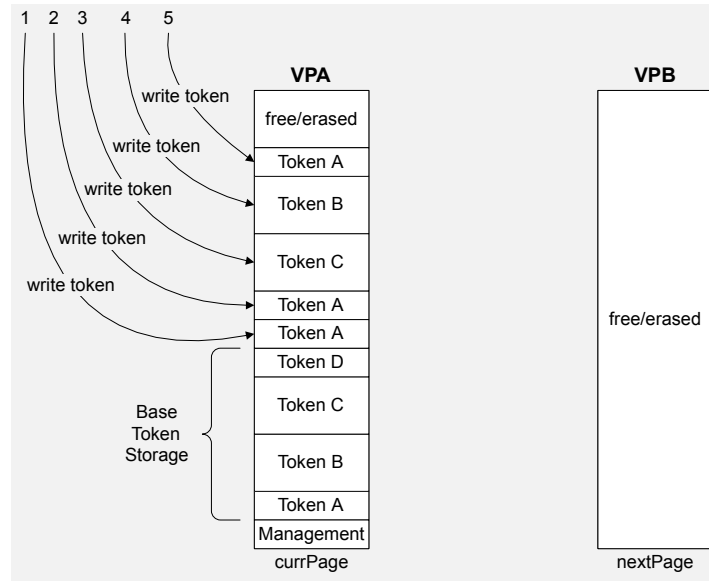 1 2 3 4 5
VPA
VPB
write token
free/erased
write token
Token A
write token
Token B
write token
Token C
write token
Token A
Token A
Token D
Base
Token
Storage
Token C
Token B
Token A
Management
currPage
free/erased
nextPage